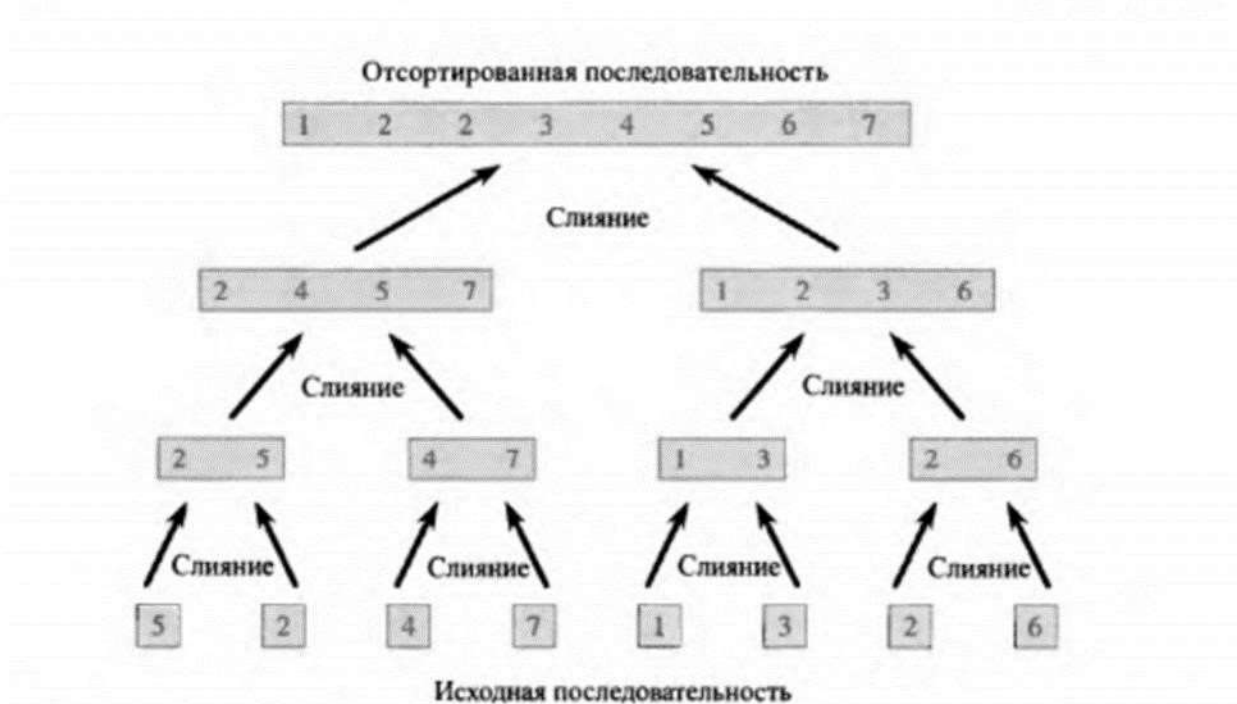 Отсортированная последовательность
1 2 2 3 4 5 6 7
Слияние
2 4 5 7 1 2 3 6
Слияние Слияние
2 5 4 7 1 3 2 6
Слияние Слияние Слияние Слияние
5 2 4 7 1 3 2 6
Исходная последовательность